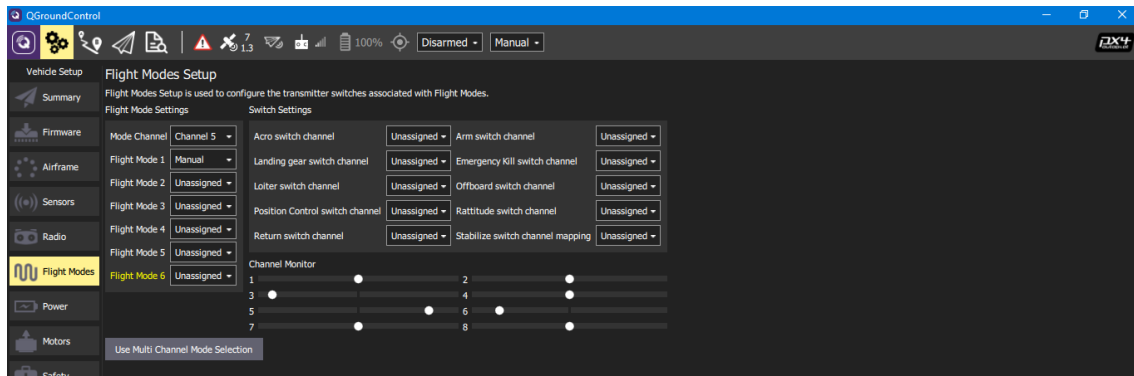 QGroundControl
7
1.3
100%
Disarmed
Manual
PX4
autopilot
Vehicle Setup
Summary
Firmware
Airframe
Sensors
Radio
Flight Modes
Power
Motors
Safety
Flight Modes Setup
Flight Modes Setup is used to configure the transmitter switches associated with Flight Modes.
Flight Mode Settings
Mode Channel Channel 5
Flight Mode 1 Manual
Flight Mode 2 Unassigned
Flight Mode 3 Unassigned
Flight Mode 4 Unassigned
Flight Mode 5 Unassigned
Flight Mode 6 Unassigned
Switch Settings
Acro switch channel Unassigned Arm switch channel Unassigned
Landing gear switch channel Unassigned Emergency Kill switch channel Unassigned
Loiter switch channel Unassigned Offboard switch channel Unassigned
Position Control switch channel Unassigned Rattitude switch channel Unassigned
Return switch channel Unassigned Stabilize switch channel mapping Unassigned
Channel Monitor
1 2
3 4
5 6
7 8
Use Multi Channel Mode Selection